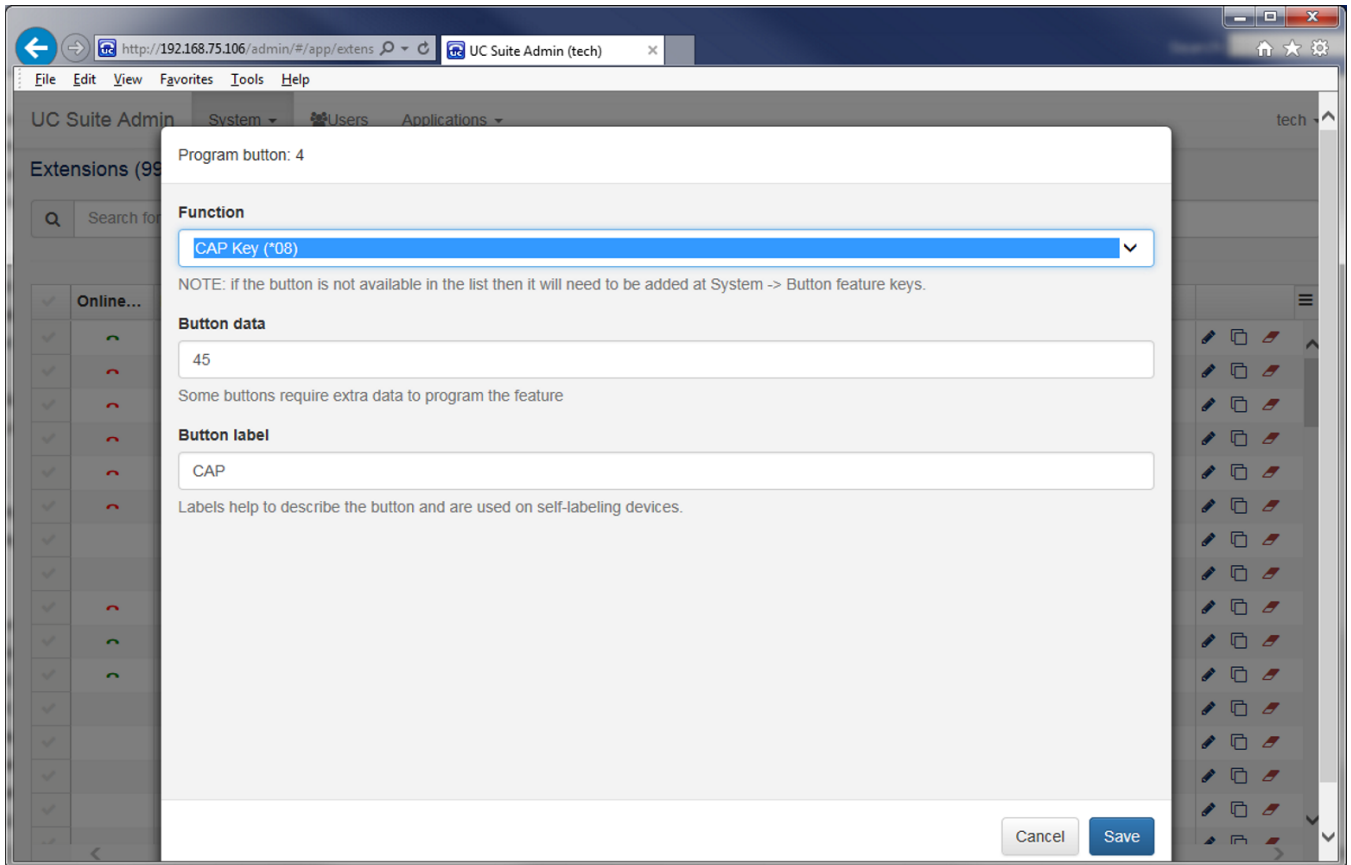 http://192.168.75.106/admin/#/app/extens
UC Suite Admin (tech)
File Edit View Favorites Tools Help
UC Suite Admin System Users Applications tech
Extensions (99
Program button: 4
Search for
Function
CAP Key (*08)
NOTE: if the button is not available in the list then it will need to be added at System -> Button feature keys.
Online...
Button data
45
Some buttons require extra data to program the feature
Button label
CAP
Labels help to describe the button and are used on self-labeling devices.
Cancel Save